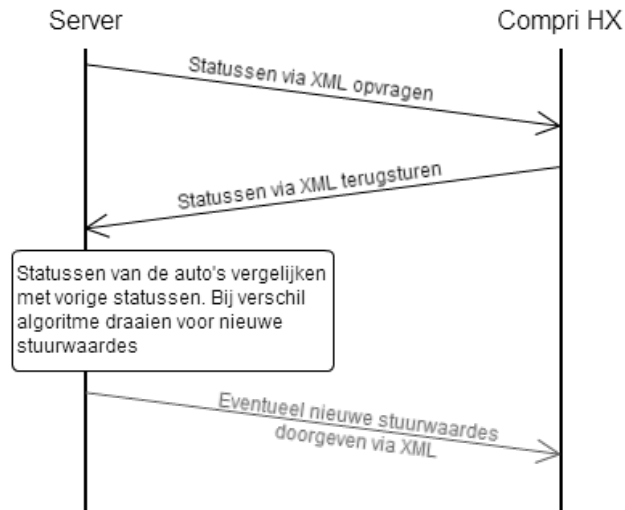 Server
Compri HX
Statussen via XML opvragen
Statussen via XML terugsturen
Statussen van de auto's vergelijken
met vorige statussen. Bij verschil
algoritme draaien voor nieuwe
stuurwaardes
Eventueel nieuwe stuurwaardes
doorgeven via XML